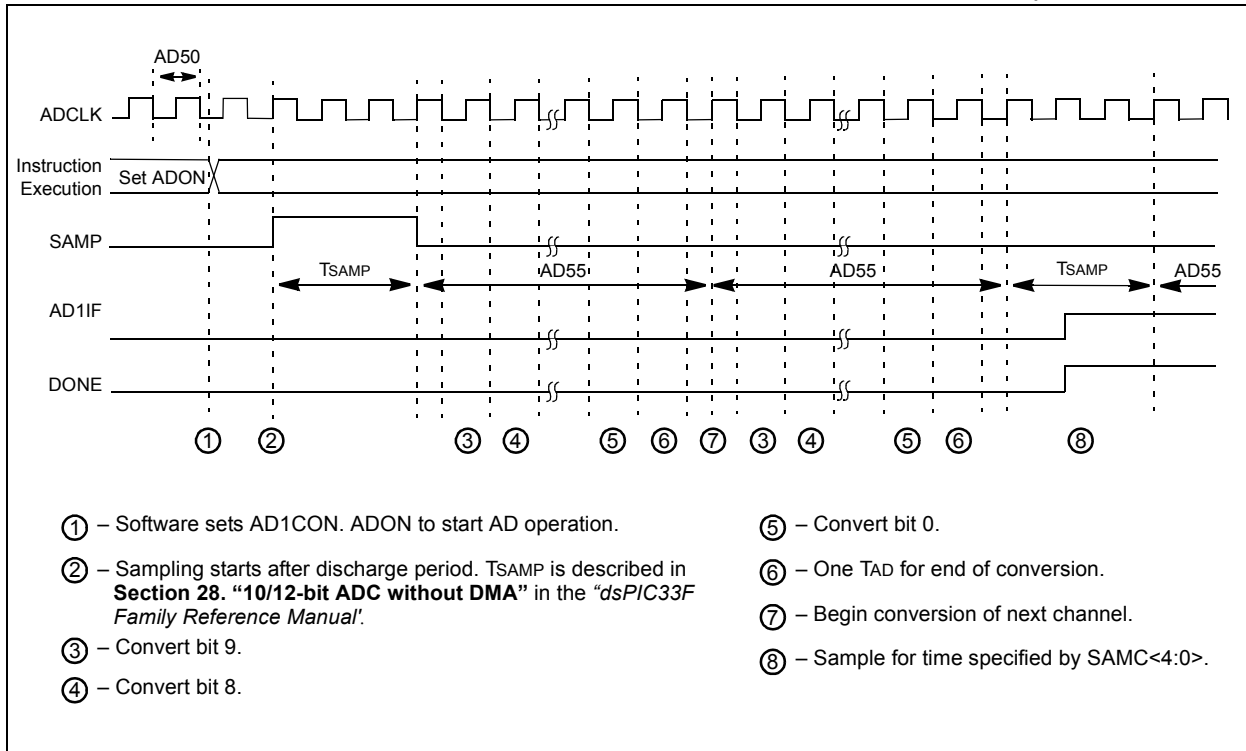 AD50
ADCLK
Instruction
Execution
Set ADON
SAMP
TSAMP
AD55
AD55
TSAMP
AD55
AD1IF
DONE
1 2 3 4 5 6 7 3 4 5 6 8
1 – Software sets AD1CON. ADON to start AD operation.
2 – Sampling starts after discharge period. TSAMP is described in
Section 28. “10/12-bit ADC without DMA” in the “dsPIC33F
Family Reference Manual'.
3 – Convert bit 9.
4 – Convert bit 8.
5 – Convert bit 0.
6 – One TAD for end of conversion.
7 – Begin conversion of next channel.
8 – Sample for time specified by SAMC<4:0>.